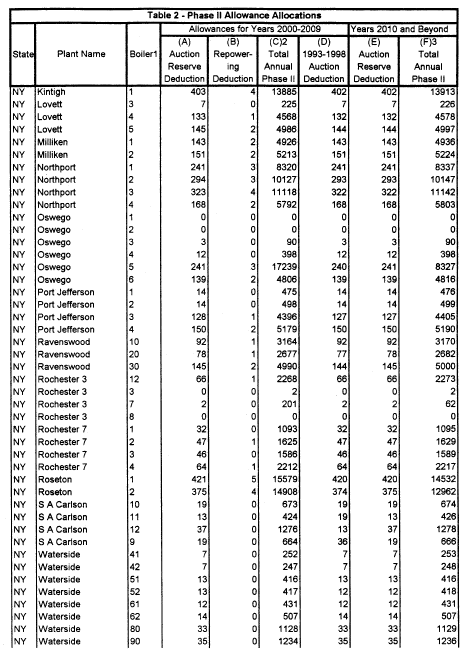 Table 2 - Phase II Allowance Allocations
Allowances for Years 2000-2009 Years 2010 and Beyond
(A) (B) (C)2 (D) (E) (F)3
Auction Repower- Total 1993-1998 Auction Total
State Plant Name Boiler1 Reserve ing Annual Auction Reserve Annual
Deduction Deduction Phase II Deduction Deduction Phase II
NY Kintigh 1 403 4 13885 402 402 13913
NY Lovett 3 7 0 225 7 7 226
NY Lovett 4 133 1 4568 132 132 4578
NY Lovett 5 145 2 4986 144 144 4997
NY Milliken 1 143 2 4926 143 143 4936
NY Milliken 2 151 2 5213 151 151 5224
NY Northport 1 241 3 8320 241 241 8337
NY Northport 2 294 3 10127 293 293 10147
NY Northport 3 323 4 11118 322 322 11142
NY Northport 4 168 2 5792 168 168 5803
NY Oswego 1 0 0 0 0 0 0
NY Oswego 2 0 0 0 0 0 0
NY Oswego 3 3 0 90 3 3 90
NY Oswego 4 12 0 398 12 12 398
NY Oswego 5 241 3 17239 240 241 8327
NY Oswego 6 139 2 4806 139 139 4816
NY Port Jefferson 1 14 0 475 14 14 476
NY Port Jefferson 2 14 0 498 14 14 499
NY Port Jefferson 3 128 1 4396 127 127 4405
NY Port Jefferson 4 150 2 5179 150 150 5190
NY Ravenswood 10 92 1 3164 92 92 3170
NY Ravenswood 20 78 1 2677 77 78 2682
NY Ravenswood 30 145 2 4990 144 145 5000
NY Rochester 3 12 66 1 2268 66 66 2273
NY Rochester 3 3 0 0 2 0 0 2
NY Rochester 3 7 2 0 201 2 2 62
NY Rochester 3 8 0 0 0 0 0 0
NY Rochester 7 1 32 0 1093 32 32 1095
NY Rochester 7 2 47 1 1625 47 47 1629
NY Rochester 7 3 46 0 1586 46 46 1589
NY Rochester 7 4 64 1 2212 64 64 2217
NY Roseton 1 421 5 15579 420 420 14532
NY Roseton 2 375 4 14908 374 375 12962
NY S A Carlson 10 19 0 673 19 19 674
NY S A Carlson 11 13 0 424 19 13 426
NY S A Carlson 12 37 0 1276 13 37 1278
NY S A Carlson 9 19 0 664 36 19 666
NY Waterside 41 7 0 252 7 7 253
NY Waterside 42 7 0 247 7 7 248
NY Waterside 51 13 0 416 13 13 416
NY Waterside 52 13 0 417 12 12 418
NY Waterside 61 12 0 431 12 12 431
NY Waterside 62 14 0 507 14 14 507
NY Waterside 80 33 0 1128 33 33 1129
NY Waterside 90 35 0 1234 35 35 1236